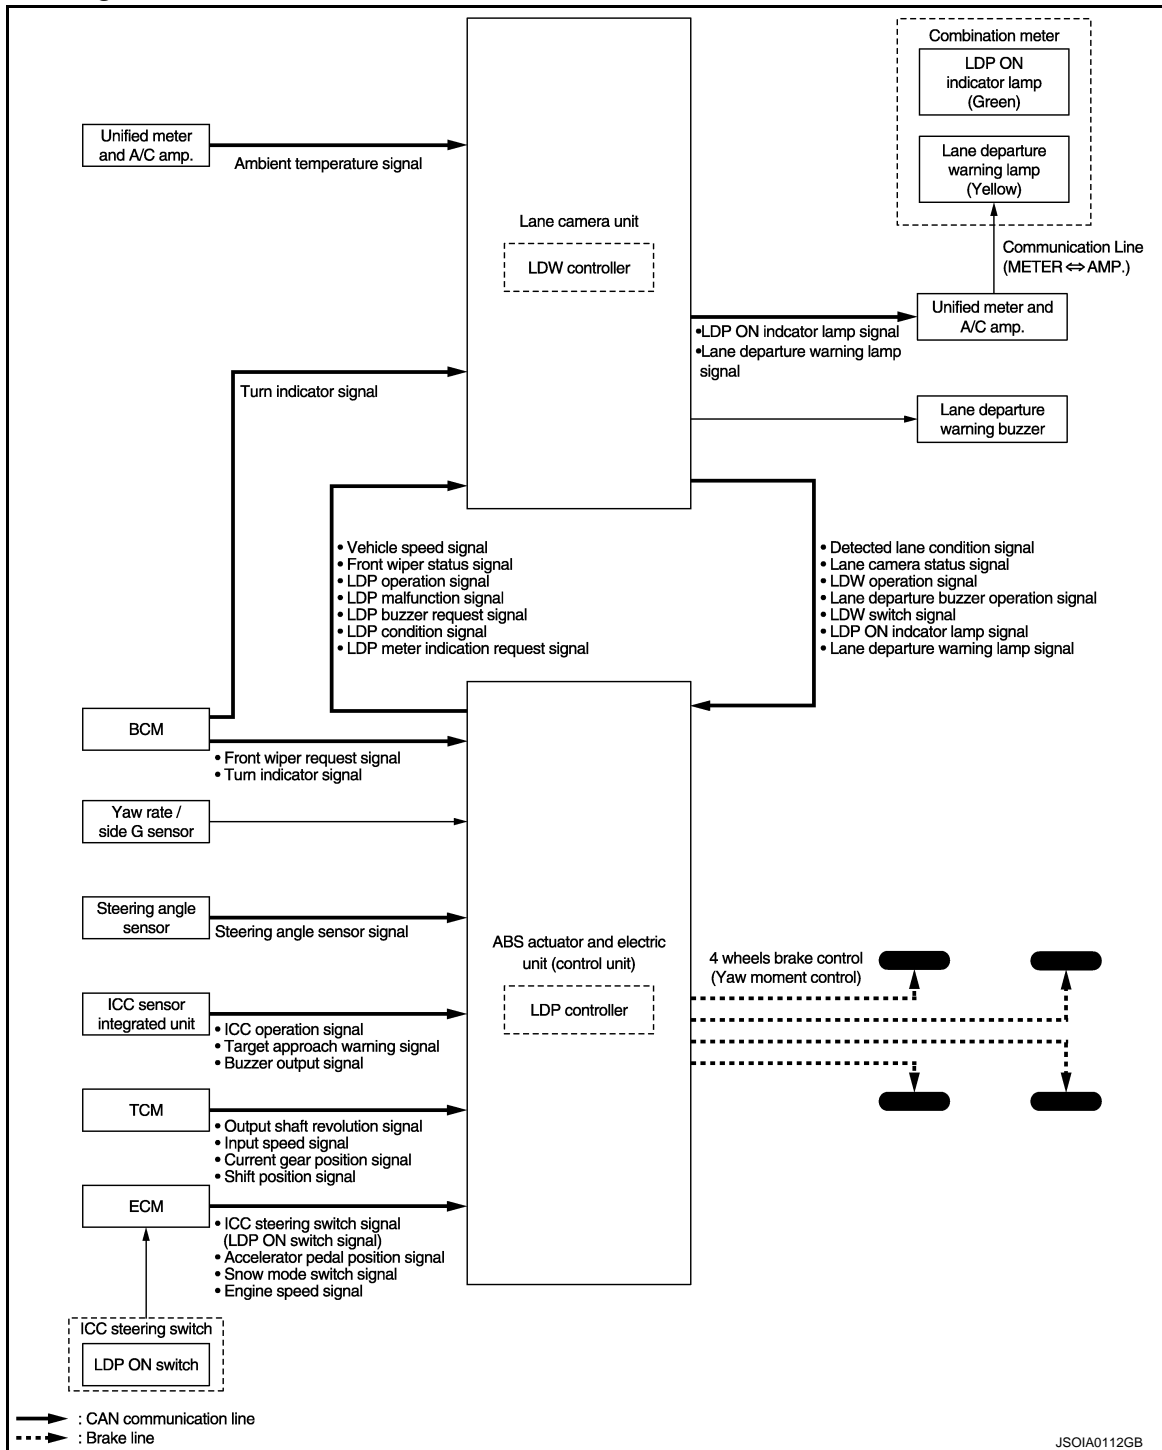 Combination meter
LDP ON
indicator lamp
(Green)
Lane departure
warning lamp
(Yellow)
Unified meter
and A/C amp.
Ambient temperature signal
Lane camera unit
LDW controller
Communication Line
(METER ⇔ AMP.)
Unified meter and
A/C amp.
•LDP ON indcator lamp signal
•Lane departure warning lamp
signal
Turn indicator signal
Lane departure
warning buzzer
• Vehicle speed signal
• Front wiper status signal
• LDP operation signal
• LDP malfunction signal
• LDP buzzer request signal
• LDP condition signal
• LDP meter indication request signal
• Detected lane condition signal
• Lane camera status signal
• LDW operation signal
• Lane departure buzzer operation signal
• LDW switch signal
• LDP ON indcator lamp signal
• Lane departure warning lamp signal
BCM
• Front wiper request signal
• Turn indicator signal
Yaw rate /
side G sensor
Steering angle
sensor
Steering angle sensor signal
ABS actuator and electric
unit (control unit)
LDP controller
4 wheels brake control
(Yaw moment control)
ICC sensor
integrated unit
• ICC operation signal
• Target approach warning signal
• Buzzer output signal
TCM
• Output shaft revolution signal
• Input speed signal
• Current gear position signal
• Shift position signal
ECM
• ICC steering switch signal
(LDP ON switch signal)
• Accelerator pedal position signal
• Snow mode switch signal
• Engine speed signal
ICC steering switch
LDP ON switch
: CAN communication line
: Brake line
JSOIA0112GB